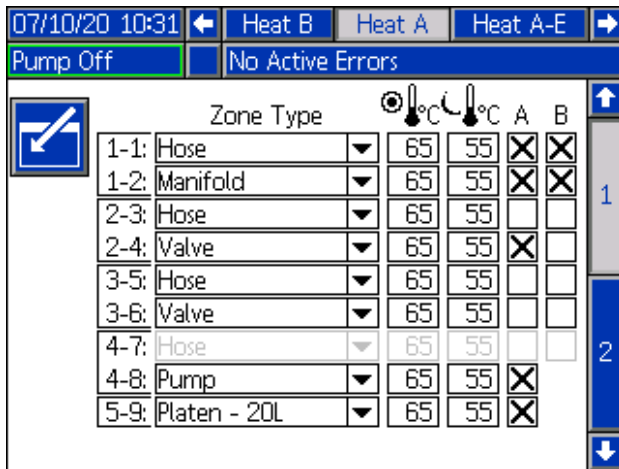 07/10/20 10:31 Heat B Heat A Heat A-E
Pump Off No Active Errors
Zone Type °C °C A B
1-1: Hose 65 55 X X
1-2: Manifold 65 55 X X
2-3: Hose 65 55
2-4: Valve 65 55 X
3-5: Hose 65 55
3-6: Valve 65 55
4-7: Hose 65 55
4-8: Pump 65 55 X
5-9: Platen - 20L 65 55 X
1
2